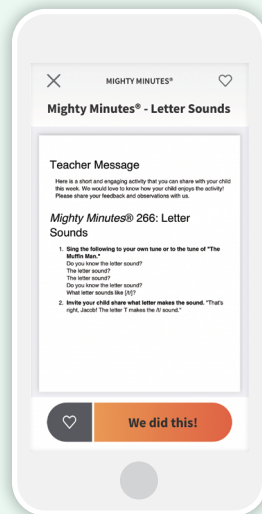 MIGHTY MINUTES®
Mighty Minutes® - Letter Sounds
Teacher Message
Here is a short and engaging activity that you can share with your child
this week. We would love to know how your child enjoys the activity!
Please share your feedback and observations with us.
Mighty Minutes® 266: Letter
Sounds
1. Sing the following to your own tune or to the tune of "The
Muffin Man."
Do you know the letter sound?
The letter sound?
The letter sound?
Do you know the letter sound?
What letter sounds like [/t/]?
2. Invite your child share what letter makes the sound. "That's
right, Jacob! The letter T makes the /t/ sound."
We did this!